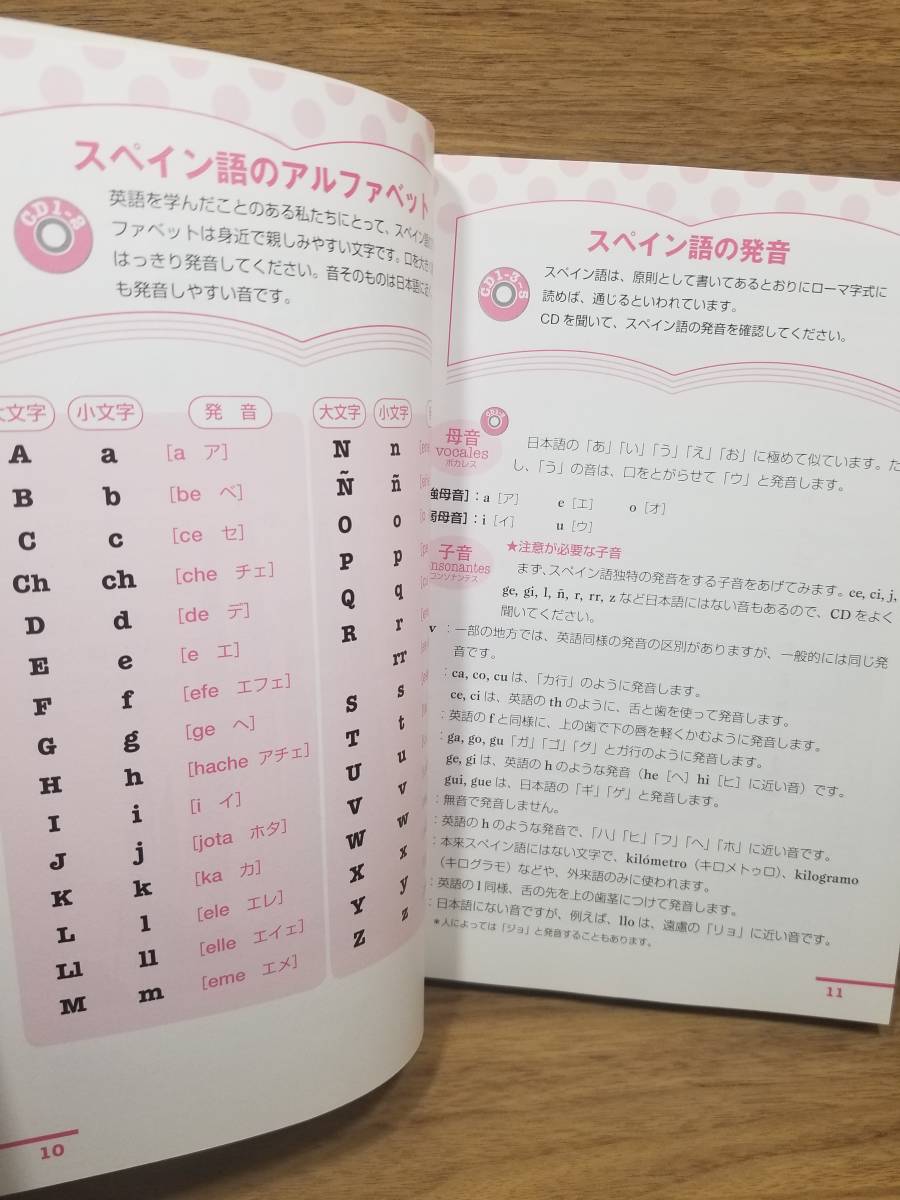 スペイン語のアルファベット
CD1-2
英語を学んだことのある私たちにとって、スペイン
ファベットは身近で親しみやすい文字です。口を大き
はっきり発音してください。音そのものは日本語に
も発音しやすい音です。
大文字 小文字 発 音
A a [a ア]
B b [be ベ]
C c [ce セ]
Ch ch [che チェ]
D d [de デ]
E e [e エ]
F f [efe エフェ]
G g [ge ヘ]
H h [hache アチェ]
I i [i イ]
J j [jota ホタ]
K k [ka カ]
L l [ele エレ]
Ll ll [elle エイェ]
M m [eme エメ]
大文字 小文字
N n
Ñ ñ
O o
P p
Q q
R r
rr
S s
T t
U u
V v
W w
X x
Y y
Z z
10
スペイン語の発音
CD1-3~5
スペイン語は、原則として書いてあるとおりにローマ字式に
読めば、通じるといわれています。
CDを聞いて、スペイン語の発音を確認してください。
母音
vocales
ボカレス
日本語の「あ」「い」「う」「え」「お」に極めて似ています。た
し、「う」の音は、口をとがらせて「ウ」と発音します。
強母音]:a[ア] e[エ] o[オ]
弱母音]:i[イ] u[ウ]
子音
nsonantes
コンソナンテス
★注意が必要な子音
まず、スペイン語独特の発音をする子音をあげてみます。ce, ci, j,
ge, gi, l, ñ, r, rr, z など日本語にはない音もあるので、CDをよく
聞いてください。
v :一部の地方では、英語同様の発音の区別がありますが、一般的には同じ発
音です。
:ca, co, cu は、「カ行」のように発音します。
ce, ci は、英語の th のように、舌と歯を使って発音します。
:英語の f と同様に、上の歯で下の唇を軽くかむように発音します。
:ga, go, gu「ガ」「ゴ」「グ」とガ行のように発音します。
ge, gi は、英語の h のような発音(he[ヘ]hi[ヒ]に近い音)です。
gui, gue は、日本語の「ギ」「ゲ」と発音します。
:無音で発音しません。
:英語の h のような発音で、「ハ」「ヒ」「フ」「ヘ」「ホ」に近い音です。
:本来スペイン語にはない文字で、kilómetro(キロメトゥロ)、kilogramo
(キログラモ)などや、外来語のみに使われます。
:英語の l 同様、舌の先を上の歯茎につけて発音します。
:日本語にない音ですが、例えば、llo は、遠慮の「リョ」に近い音です。
*人によっては「ジョ」と発音することもあります。
11